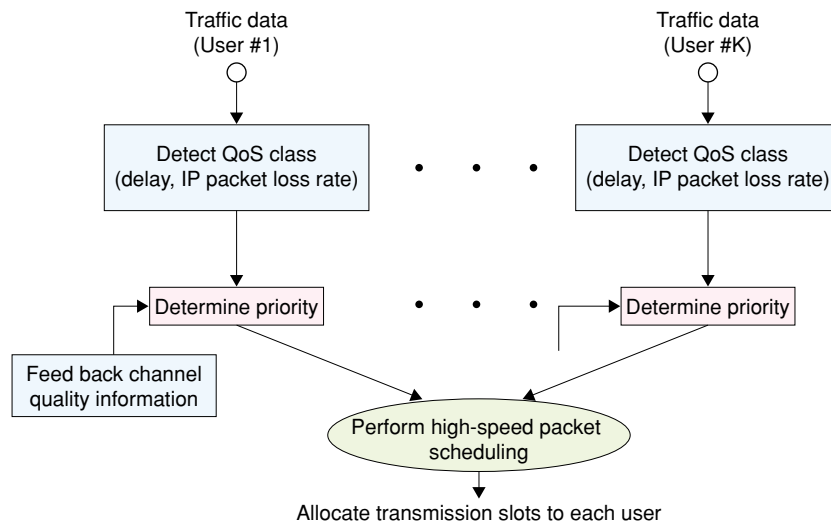 Traffic data
(User #1)
Traffic data
(User #K)
Detect QoS class
(delay, IP packet loss rate)
Detect QoS class
(delay, IP packet loss rate)
Determine priority
Determine priority
Feed back channel
quality information
Perform high-speed packet
scheduling
Allocate transmission slots to each user